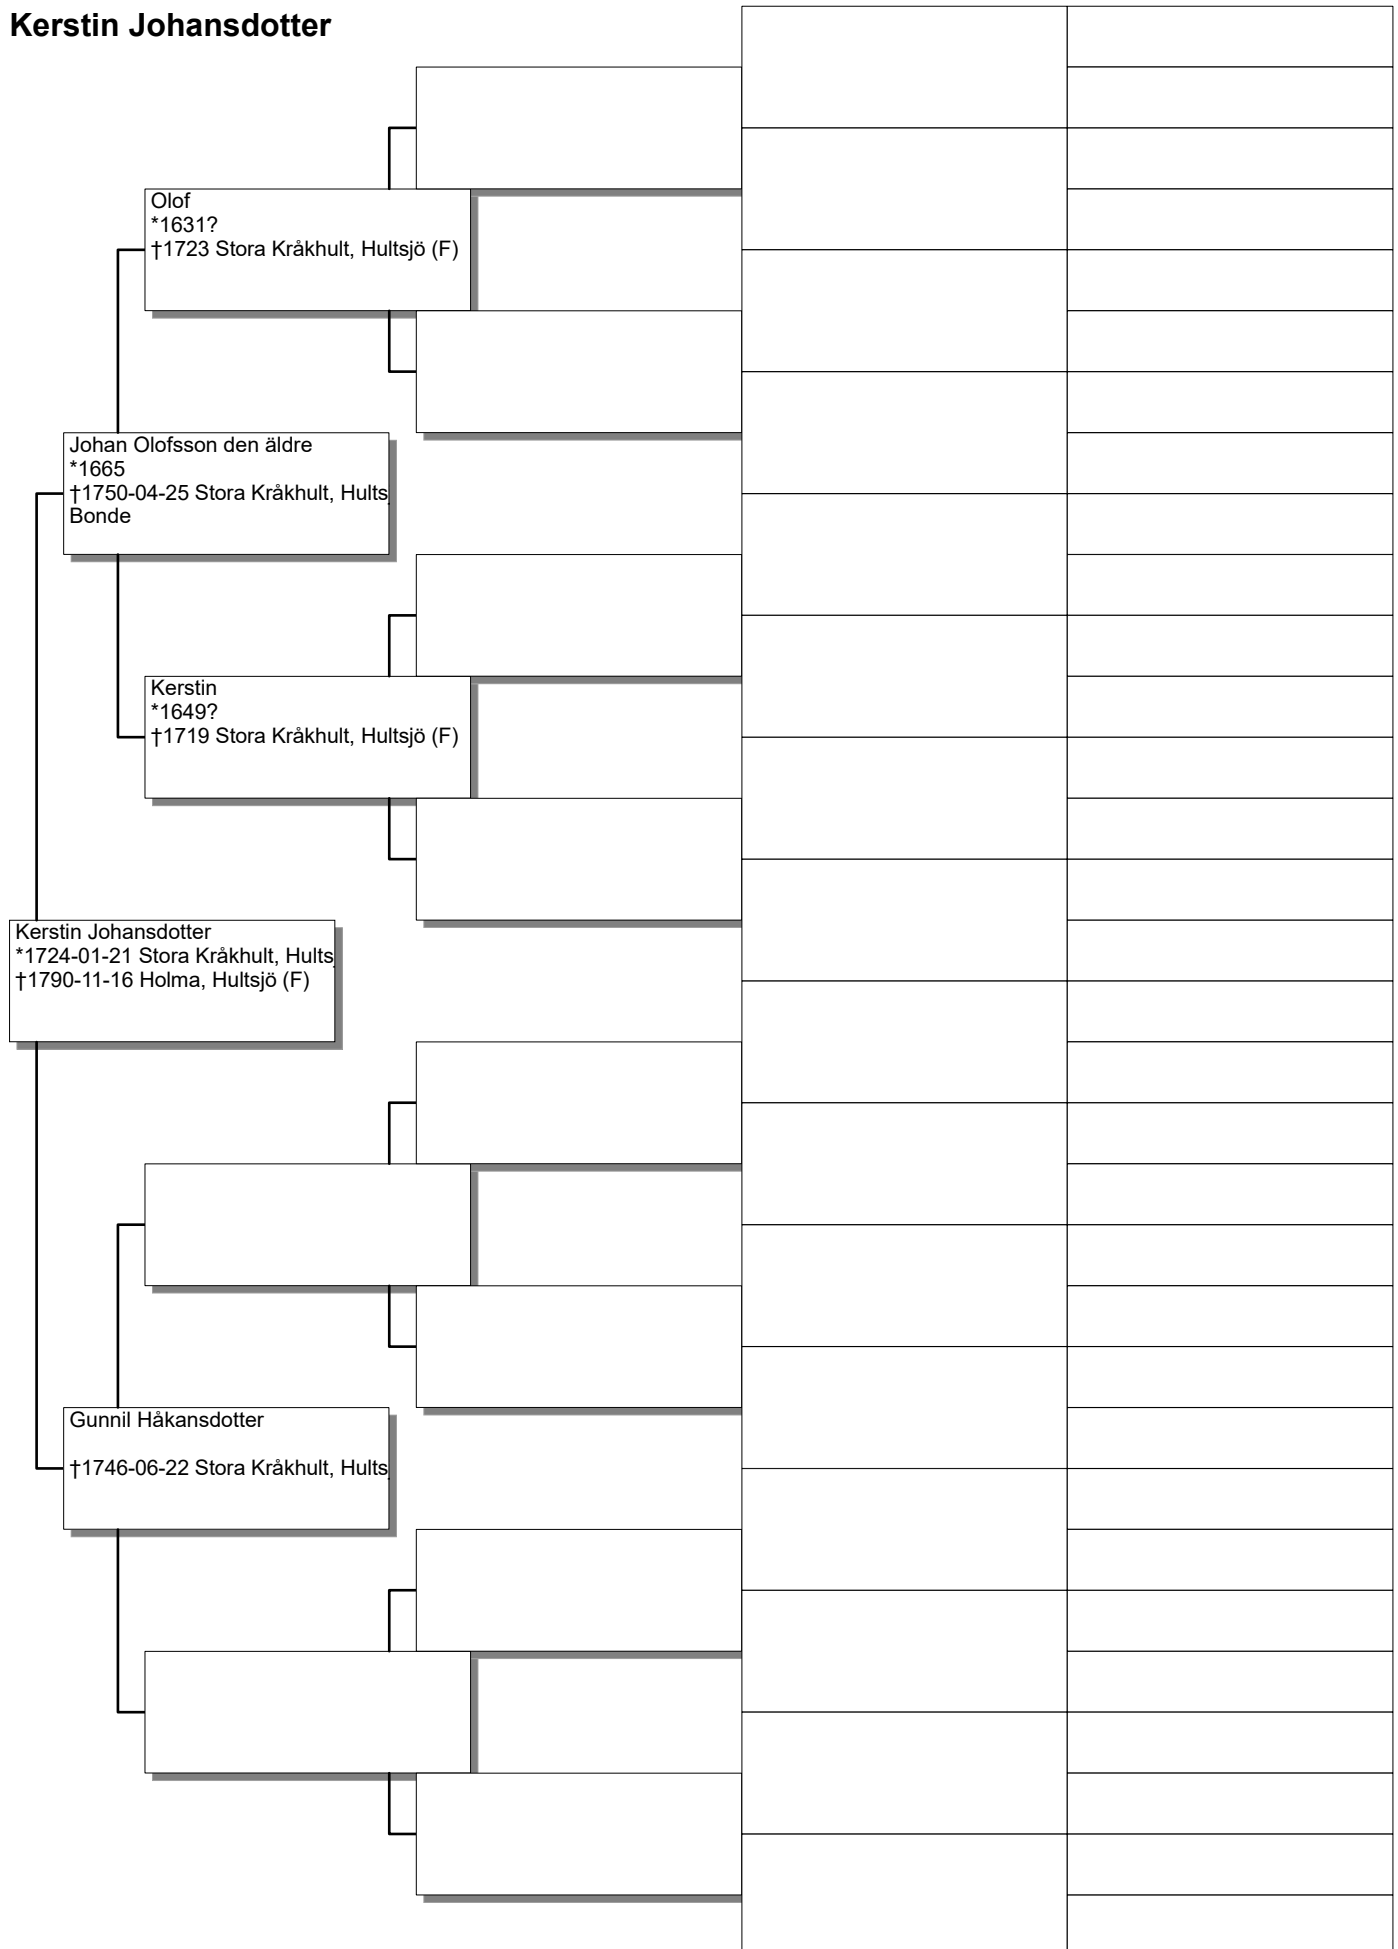 Kerstin Johansdotter
Olof
*1631?
†1723 Stora Kråkhult, Hultsjö (F)
Johan Olofsson den äldre
*1665
†1750-04-25 Stora Kråkhult, Hults
Bonde
Kerstin
*1649?
†1719 Stora Kråkhult, Hultsjö (F)
Kerstin Johansdotter
*1724-01-21 Stora Kråkhult, Hults
†1790-11-16 Holma, Hultsjö (F)
Gunnil Håkansdotter
†1746-06-22 Stora Kråkhult, Hults